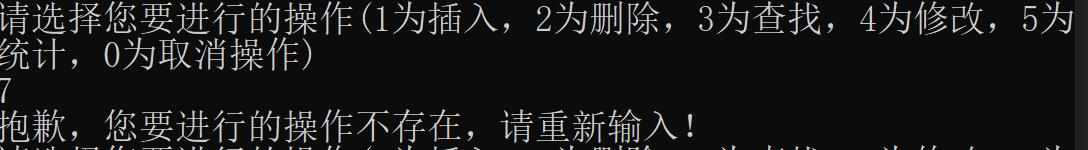 请选择您要进行的操作(1为插入，2为删除，3为查找，4为修改，5为
统计，0为取消操作)
7
抱歉，您要进行的操作不存在，请重新输入！